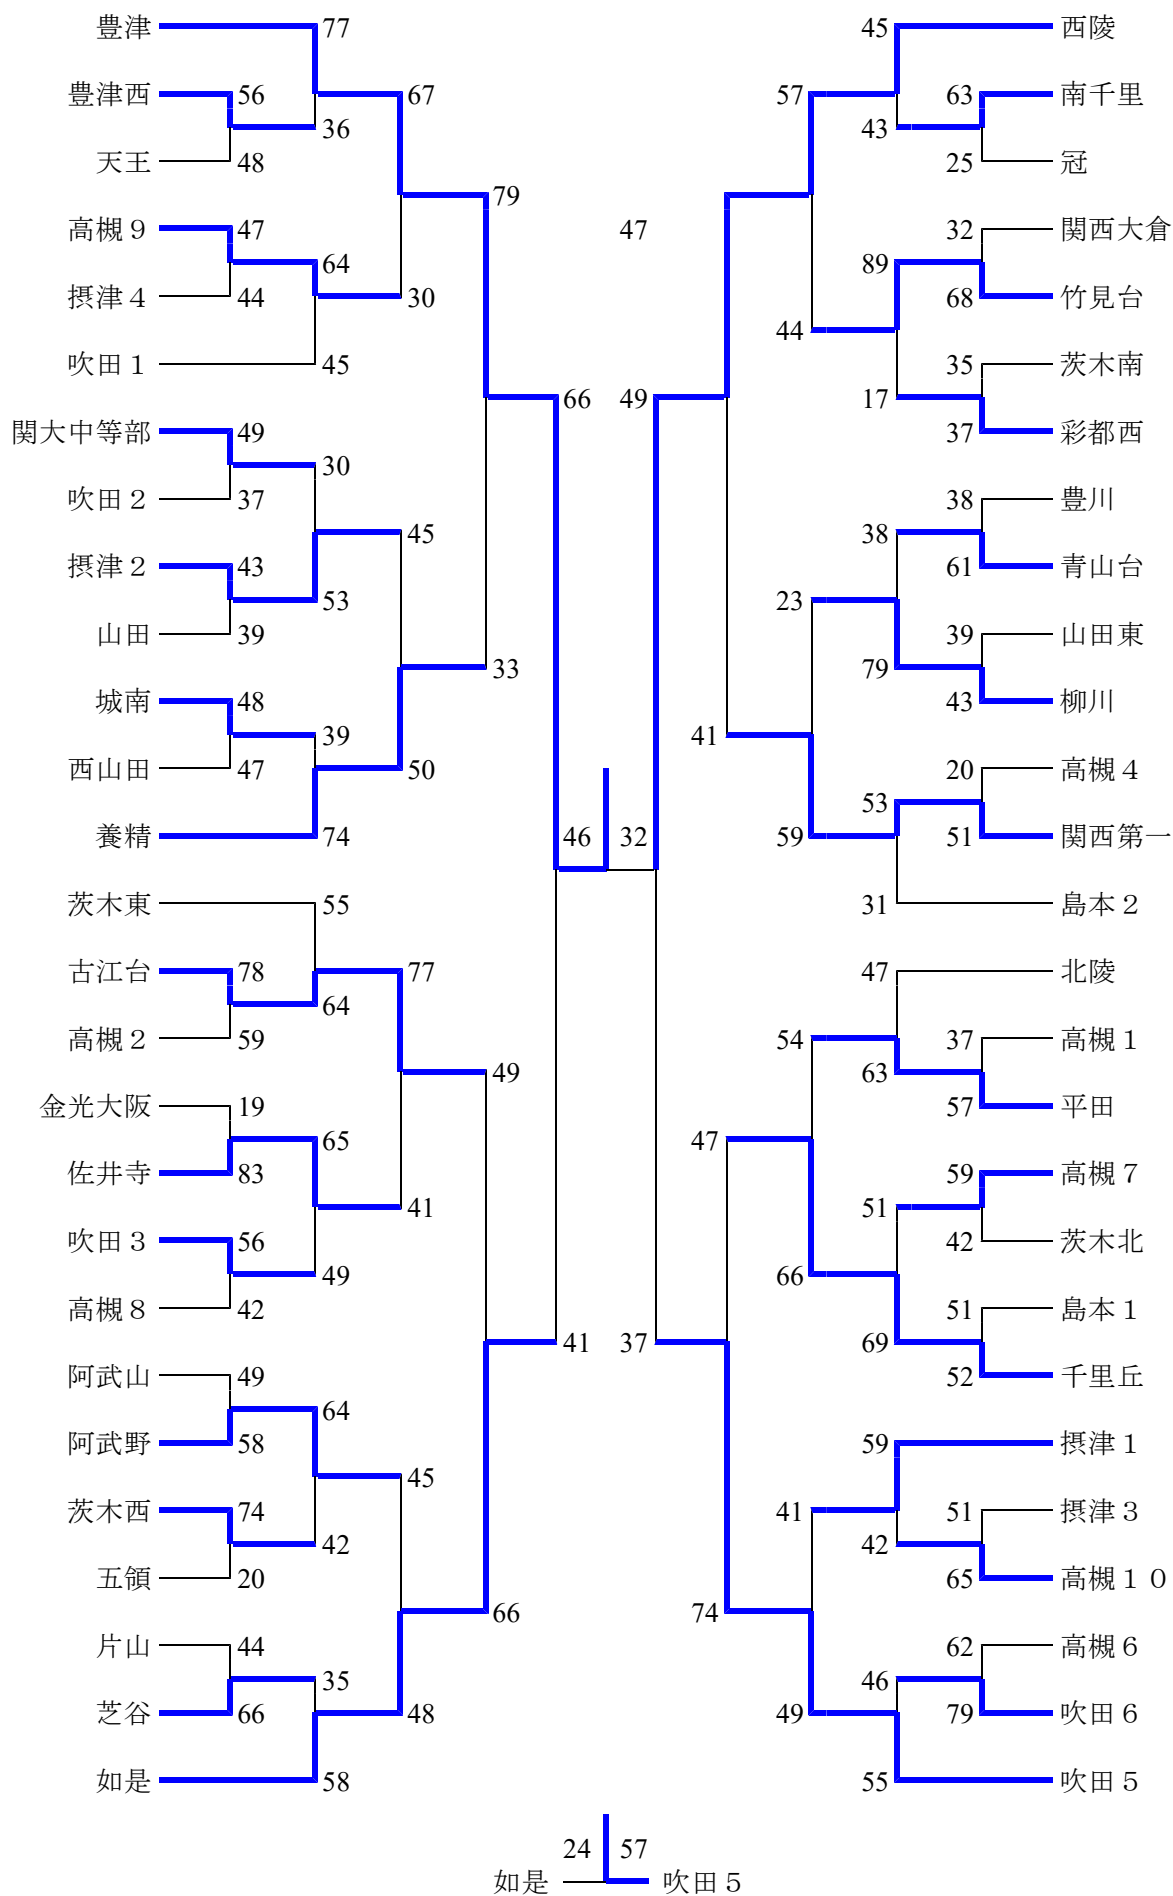 豊津 77 45 西陵
豊津西 56 67 57 63 南千里
36 43
天王 48 25 冠
79
高槻９ 47 47 32 関西大倉
64 89
摂津４ 44 30 68 竹見台
44
吹田１ 45 35 茨木南
66 49 17
関大中等部 49 37 彩都西
30
吹田２ 37 38 豊川
45 38
摂津２ 43 61 青山台
53 23
山田 39 39 山田東
33 79
城南 48 43 柳川
39 41
西山田 47 50 20 高槻４
53
養精 74 46 32 59 51 関西第一
茨木東 55 31 島本２
古江台 78 77 47 北陵
64
高槻２ 59 54 37 高槻１
49 63
金光大阪 19 57 平田
65 47
佐井寺 83 59 高槻７
41 51
吹田３ 56 42 茨木北
49 66
高槻８ 42 51 島本１
41 37 69
阿武山 49 52 千里丘
64
阿武野 58 59 摂津１
45
茨木西 74 41 51 摂津３
42 42
五領 20 65 高槻１０
66 74
片山 44 62 高槻６
35 46
芝谷 66 48 49 79 吹田６
如是 58 55 吹田５
24 57
如是 吹田５